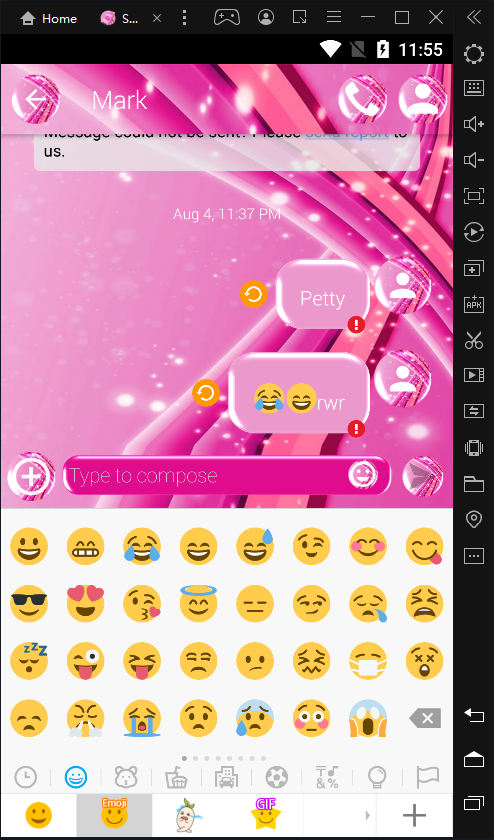 Home
S...
11:55
Mark
Message could not be sent. Please send report to
us.
Aug 4, 11:37 PM
Petty
😂😄rwr
Type to compose
APK
zzz
T♪
&%
Emoji
GIF